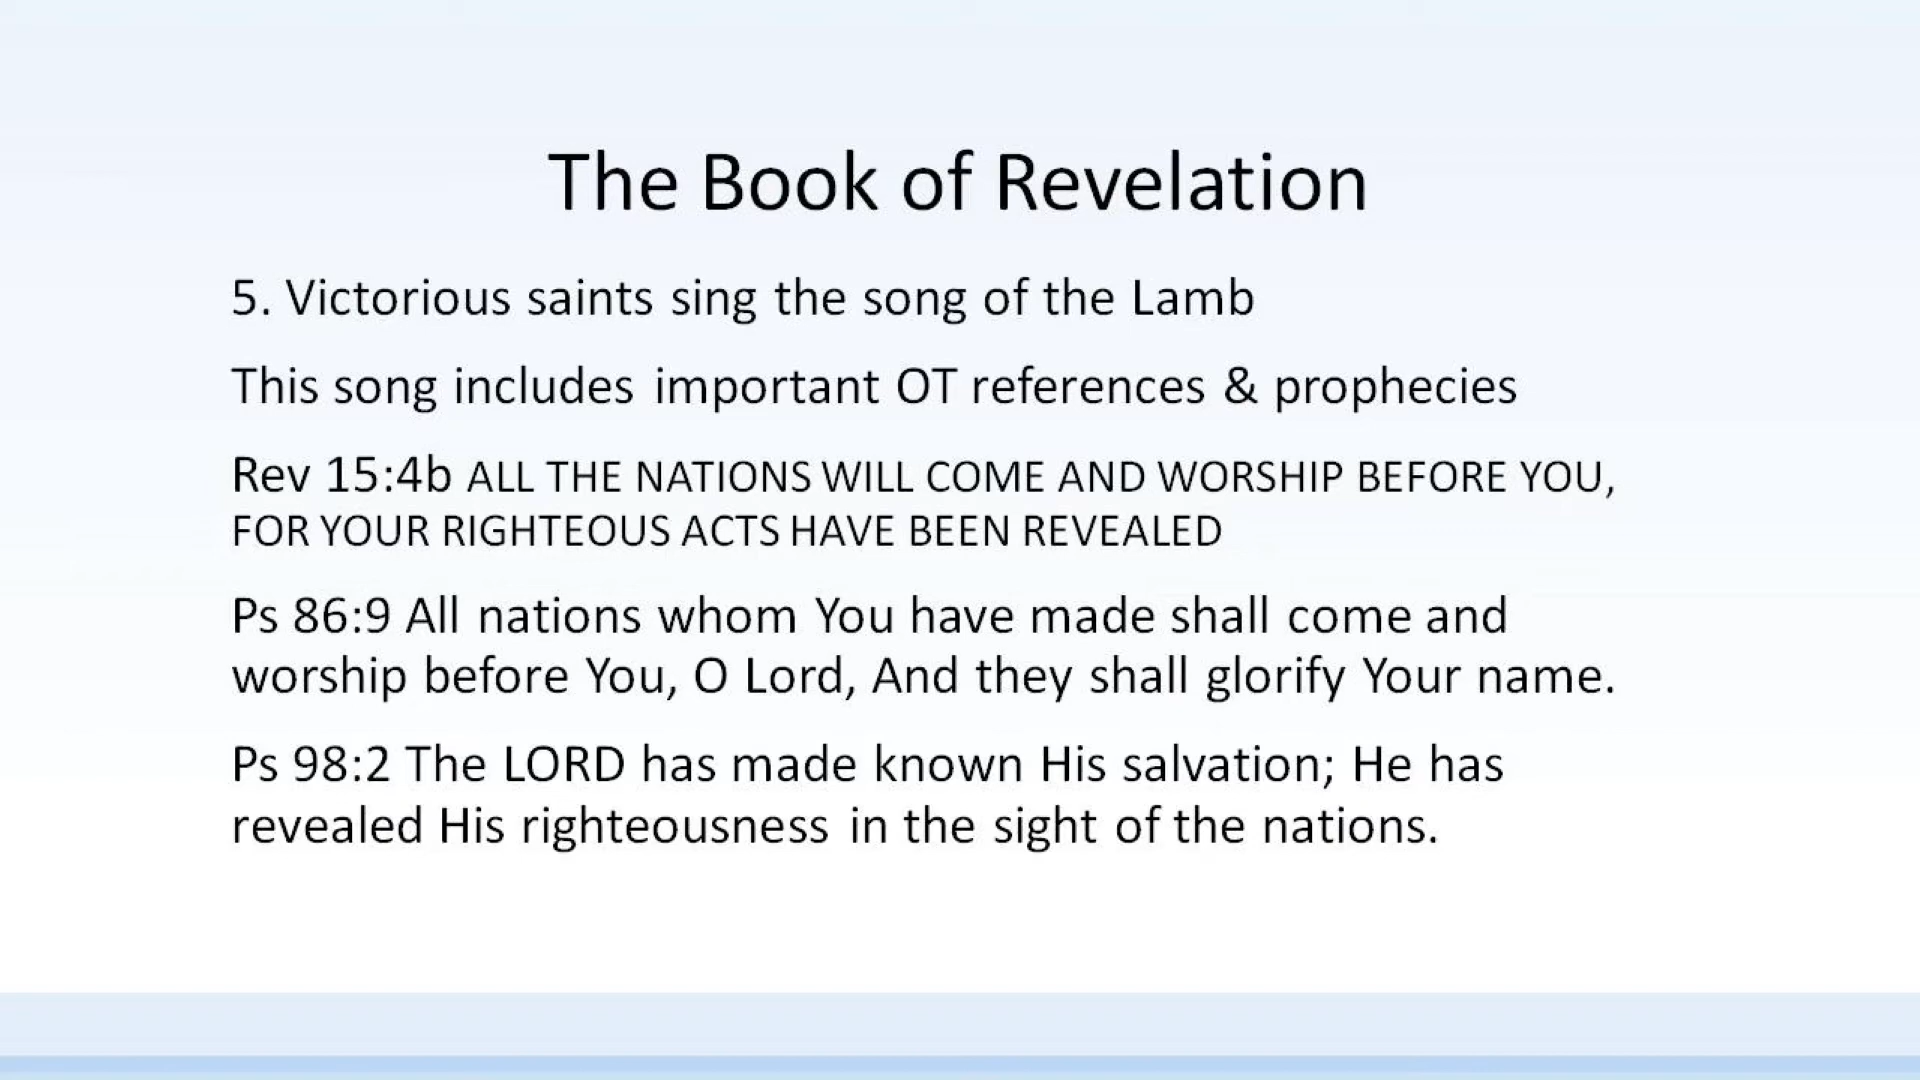 The Book of Revelation
5. Victorious saints sing the song of the Lamb
This song includes important OT references & prophecies
Rev 15:4b ALL THE NATIONS WILL COME AND WORSHIP BEFORE YOU,
FOR YOUR RIGHTEOUS ACTS HAVE BEEN REVEALED
Ps 86:9 All nations whom You have made shall come and
worship before You, O Lord, And they shall glorify Your name.
Ps 98:2 The LORD has made known His salvation; He has
revealed His righteousness in the sight of the nations.